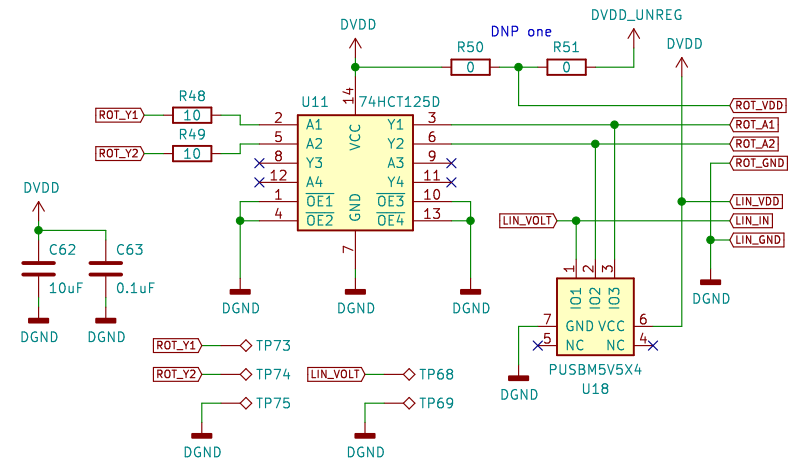 DVDD_UNREG
DNP one
DVDD
R50
R51
DVDD
0
0
U11
14
74HCT125D
ROT_VDD
R48
ROT_Y1
10
2
A1
VCC
Y1
3
ROT_A1
R49
5
A2
Y2
6
ROT_A2
ROT_Y2
10
8
Y3
A3
9
ROT_GND
12
A4
Y4
11
DVDD
1
OE1
GND
OE3
10
LIN_VDD
4
OE2
OE4
13
LIN_VOLT
LIN_IN
7
LIN_GND
C62
C63
10uF
0.1uF
1
2
3
DGND
DGND
DGND
DGND
IO1
IO2
IO3
DGND
DGND
7
GND
VCC
6
5
NC
NC
4
ROT_Y1
TP73
PUSBM5V5X4
U18
ROT_Y2
TP74
LIN_VOLT
TP68
DGND
TP75
TP69
DGND
DGND